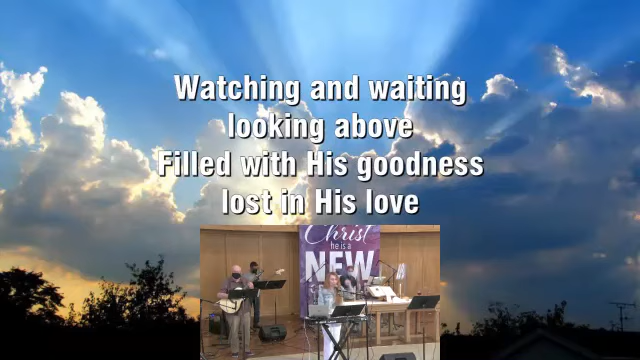 Watching and waiting
looking above
Filled with His goodness
lost in His love
Christ
he is a
NEW